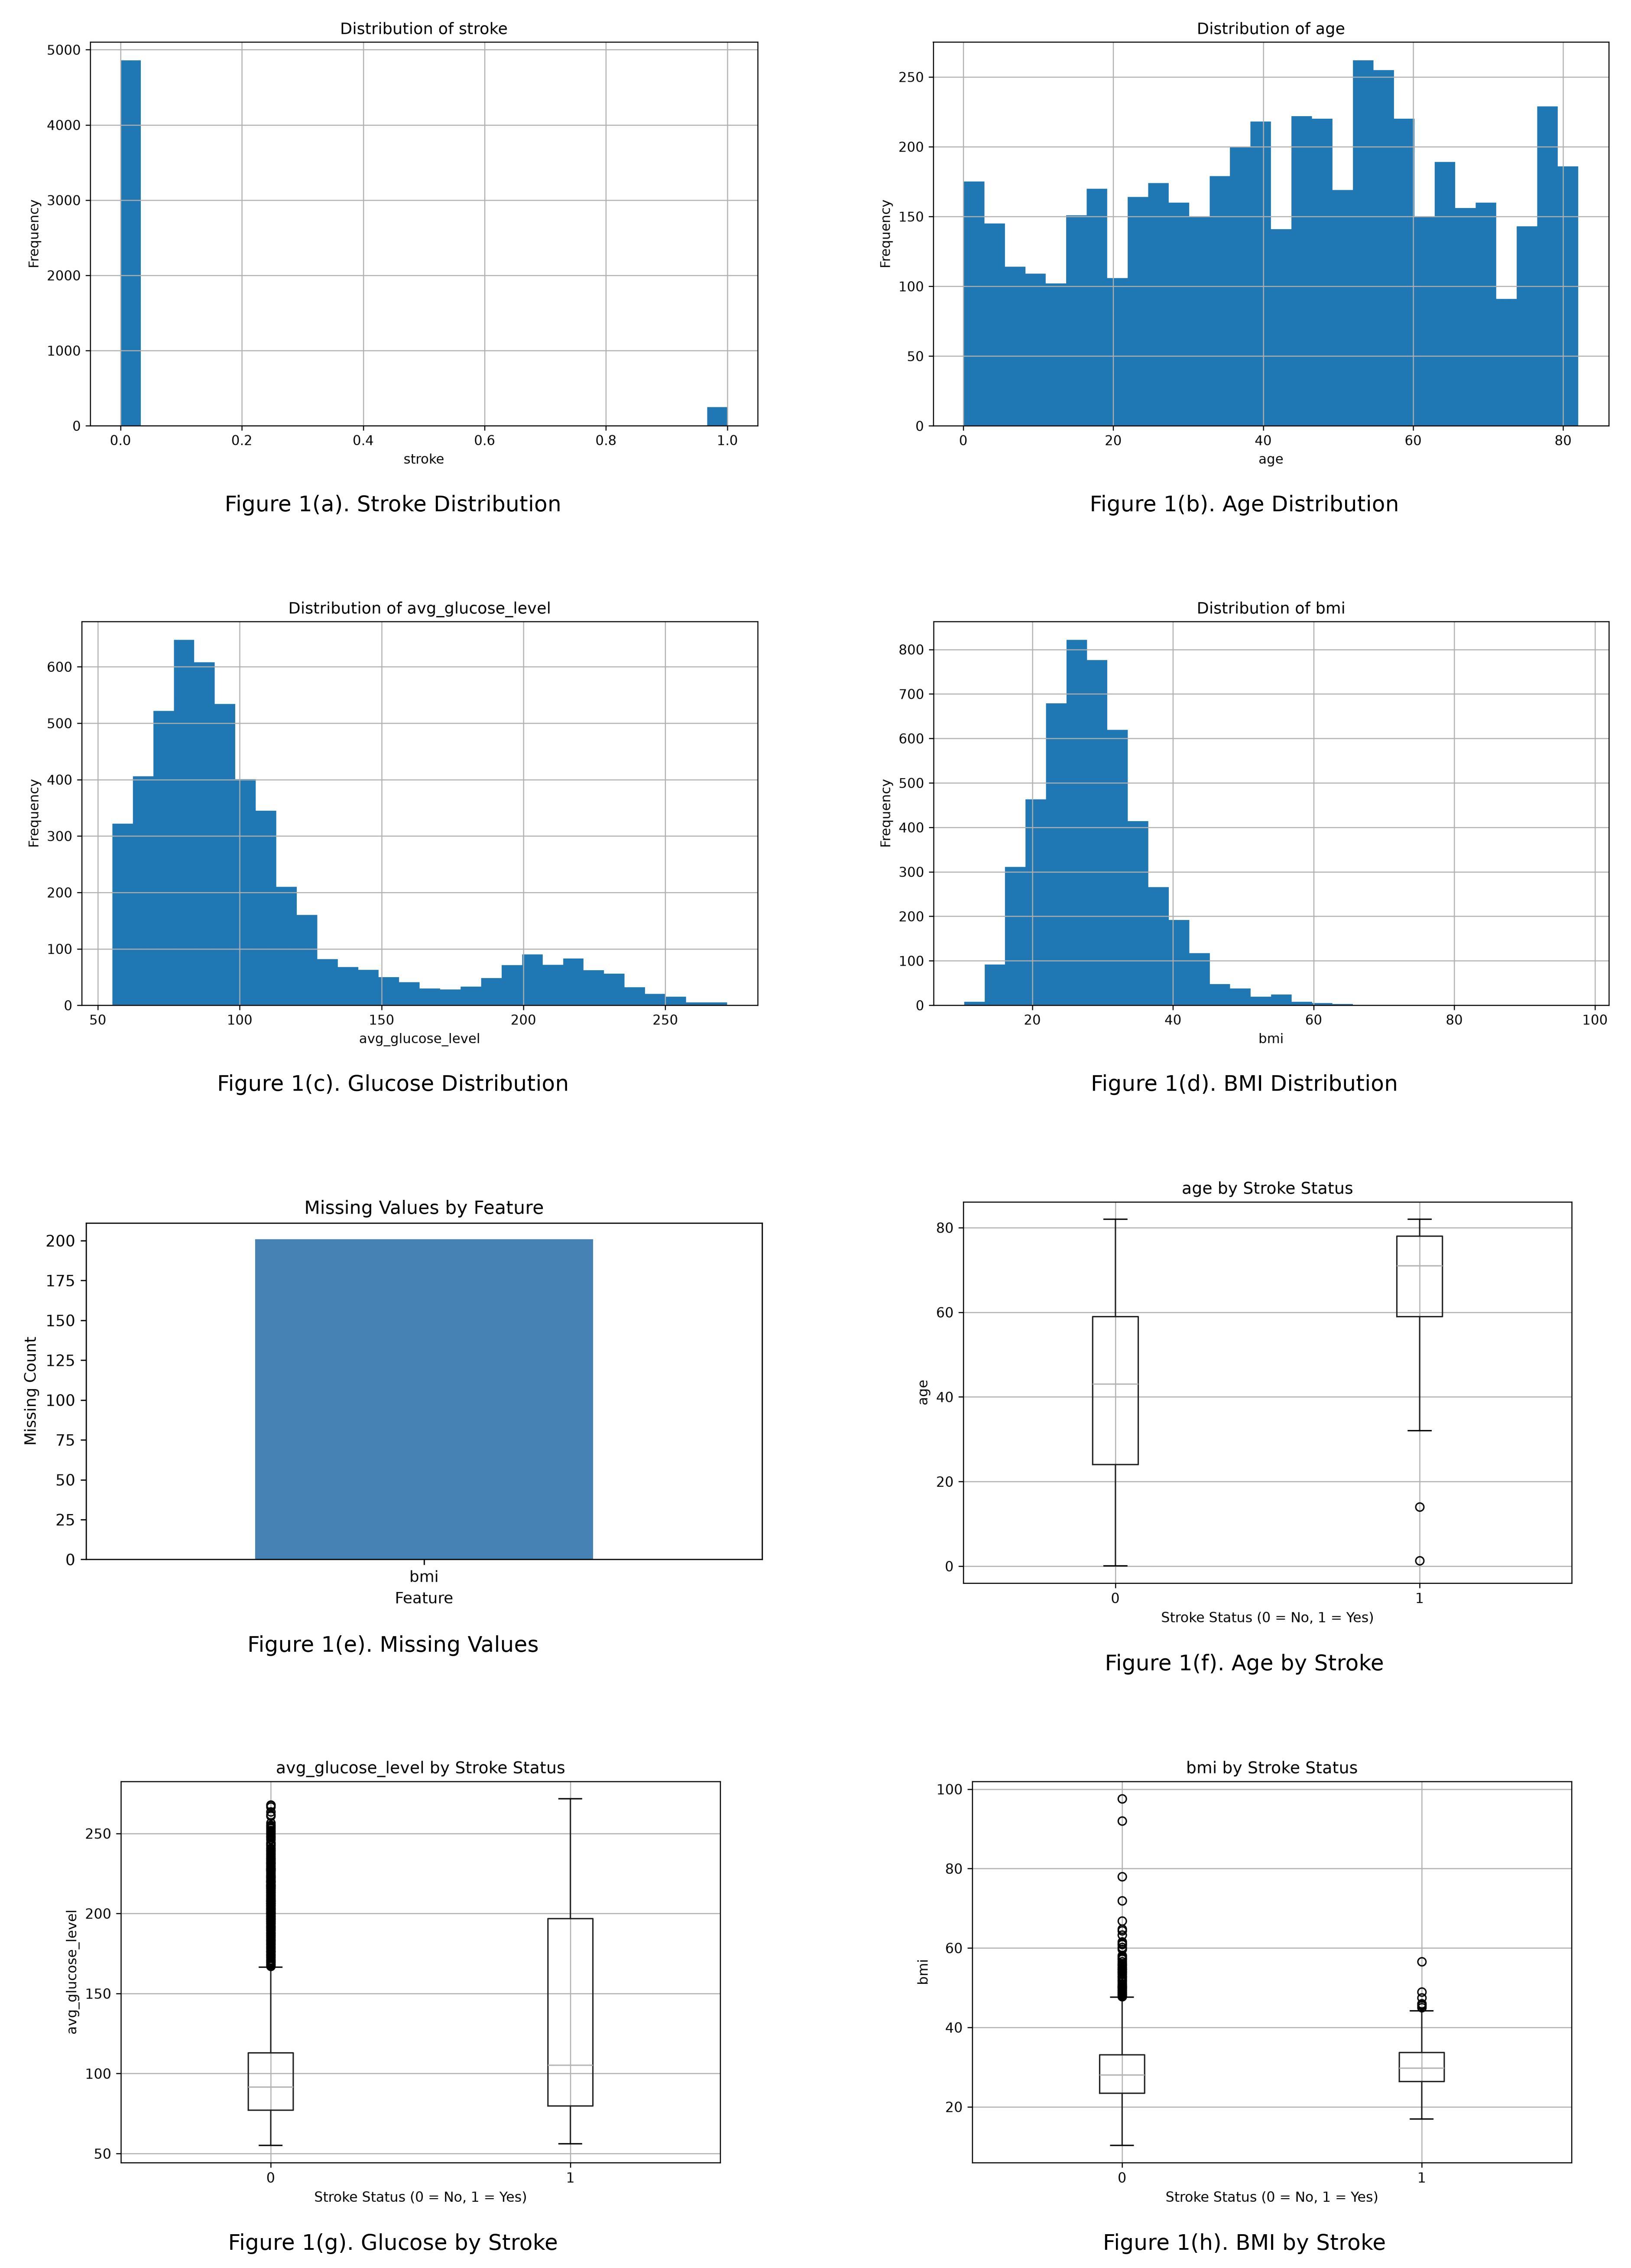 Distribution of stroke
5000
4000
3000
2000
1000
0
Frequency
0.0 0.2 0.4 0.6 0.8 1.0
stroke
Figure 1(a). Stroke Distribution
Distribution of age
250
200
150
100
50
0
Frequency
0 20 40 60 80
age
Figure 1(b). Age Distribution
Distribution of avg_glucose_level
600
500
400
300
200
100
0
Frequency
50 100 150 200 250
avg_glucose_level
Figure 1(c). Glucose Distribution
Distribution of bmi
800
700
600
500
400
300
200
100
0
Frequency
20 40 60 80 100
bmi
Figure 1(d). BMI Distribution
Missing Values by Feature
200
175
150
125
100
75
50
25
0
Missing Count
bmi
Feature
Figure 1(e). Missing Values
age by Stroke Status
80
60
40
20
0
age
0 1
Stroke Status (0 = No, 1 = Yes)
Figure 1(f). Age by Stroke
avg_glucose_level by Stroke Status
250
200
150
100
50
avg_glucose_level
0 1
Stroke Status (0 = No, 1 = Yes)
Figure 1(g). Glucose by Stroke
bmi by Stroke Status
100
80
60
40
20
bmi
0 1
Stroke Status (0 = No, 1 = Yes)
Figure 1(h). BMI by Stroke